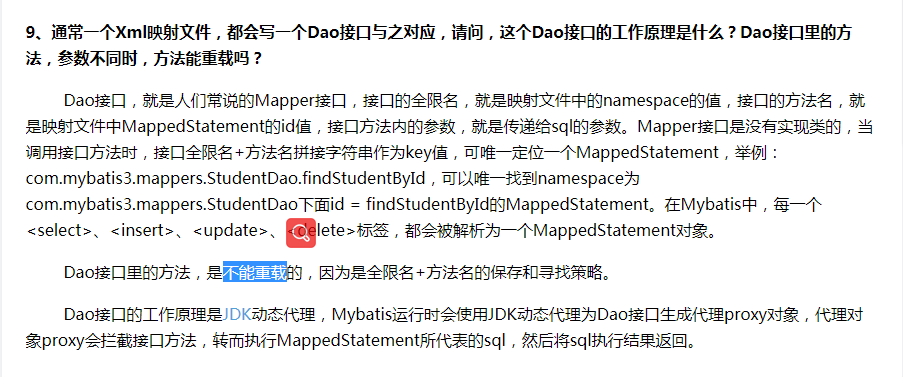 9、通常一个Xml映射文件，都会写一个Dao接口与之对应，请问，这个Dao接口的工作原理是什么？Dao接口里的方
法，参数不同时，方法能重载吗？
Dao接口，就是人们常说的Mapper接口，接口的全限名，就是映射文件中的namespace的值，接口的方法名，就
是映射文件中MappedStatement的id值，接口方法内的参数，就是传递给sql的参数。Mapper接口是没有实现类的，当
调用接口方法时，接口全限名+方法名拼接字符串作为key值，可唯一定位一个MappedStatement，举例：
com.mybatis3.mappers.StudentDao.findStudentById，可以唯一找到namespace为
com.mybatis3.mappers.StudentDao下面id = findStudentById的MappedStatement。在Mybatis中，每一个
<select>、<insert>、<update>、<delete>标签，都会被解析为一个MappedStatement对象。
Dao接口里的方法，是不能重载的，因为是全限名+方法名的保存和寻找策略。
Dao接口的工作原理是JDK动态代理，Mybatis运行时会使用JDK动态代理为Dao接口生成代理proxy对象，代理对
象proxy会拦截接口方法，转而执行MappedStatement所代表的sql，然后将sql执行结果返回。